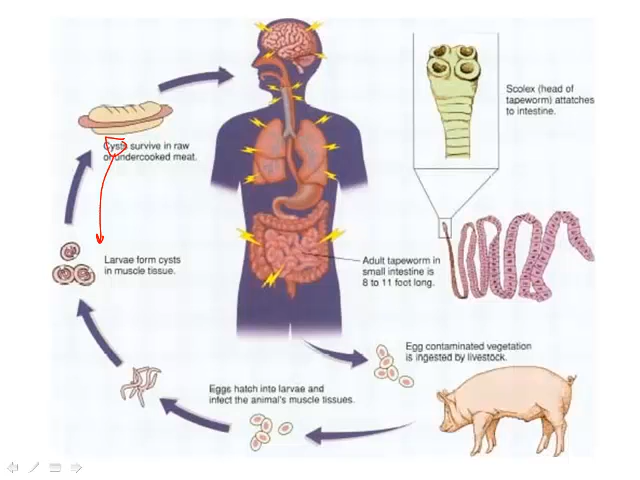 Scolex (head of
tapeworm) attatches
to intestine.
Cysts survive in raw
or undercooked meat.
Larvae form cysts
in muscle tissue.
Adult tapeworm in
small intestine is
8 to 11 foot long.
Egg contaminated vegetation
is ingested by livestock.
Eggs hatch into larvae and
infect the animal's muscle tissues.